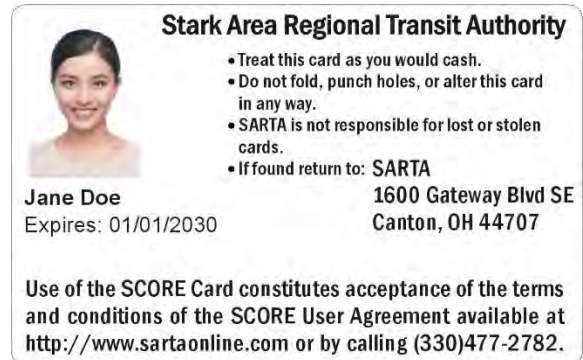 Stark Area Regional Transit Authority
• Treat this card as you would cash.
• Do not fold, punch holes, or alter this card
in any way.
• SARTA is not responsible for lost or stolen
cards.
• If found return to: SARTA
1600 Gateway Blvd SE
Canton, OH 44707
Jane Doe
Expires: 01/01/2030
Use of the SCORE Card constitutes acceptance of the terms
and conditions of the SCORE User Agreement available at
http://www.sartaonline.com or by calling (330)477-2782.